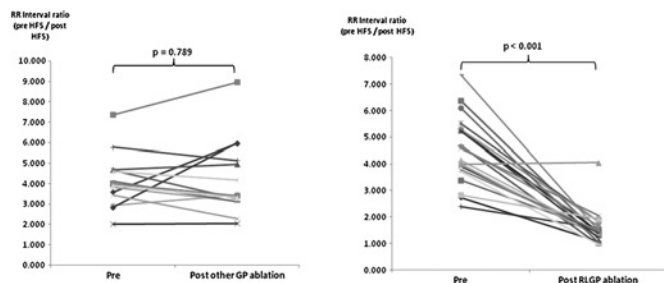 RR Interval ratio
(pre HFS / post
HFS)
p = 0.789
10.000
9.000
8.000
7.000
6.000
5.000
4.000
3.000
2.000
1.000
0.000
Pre
Post other GP ablation
RR Interval ratio
(pre HFS / post HFS)
p < 0.001
8.000
7.000
6.000
5.000
4.000
3.000
2.000
1.000
0.000
Pre
Post RLGP ablation